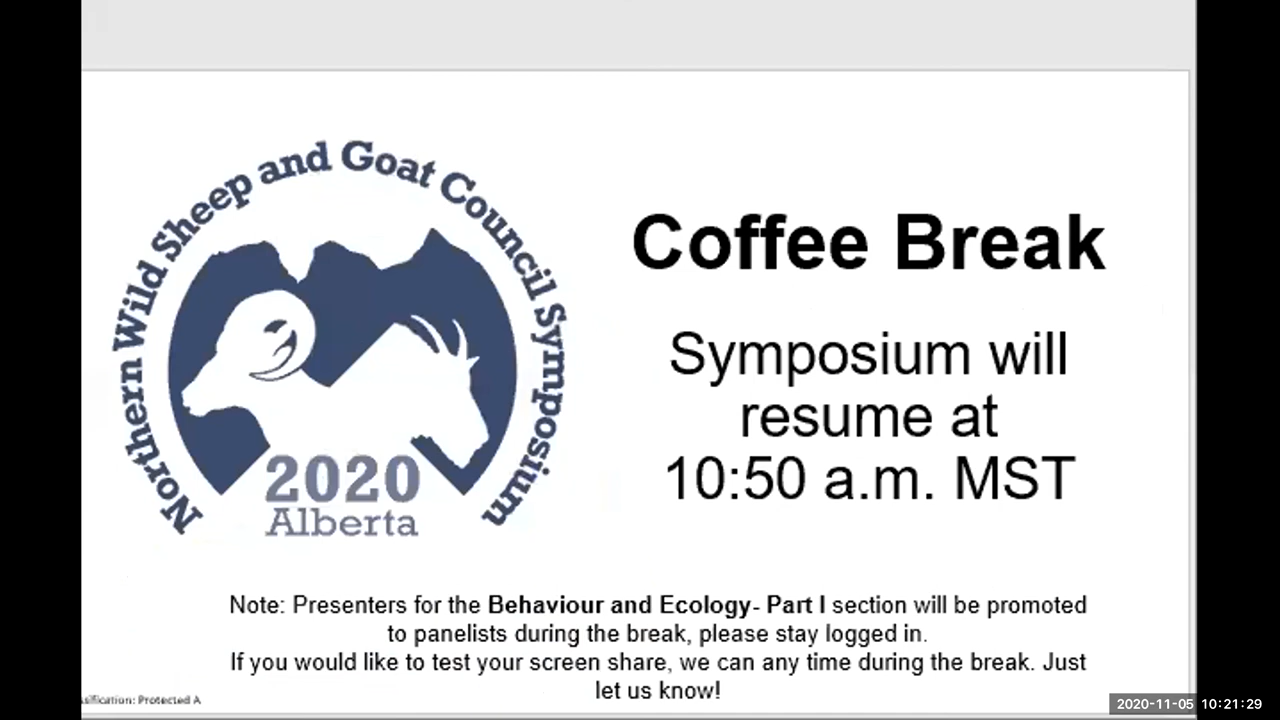 Northern Wild Sheep and Goat Council Symposium
2020
Alberta
Coffee Break
Symposium will
resume at
10:50 a.m. MST
Note: Presenters for the Behaviour and Ecology- Part I section will be promoted
to panelists during the break, please stay logged in.
If you would like to test your screen share, we can any time during the break. Just
let us know!
Protected A
2020-11-05 10:21:29